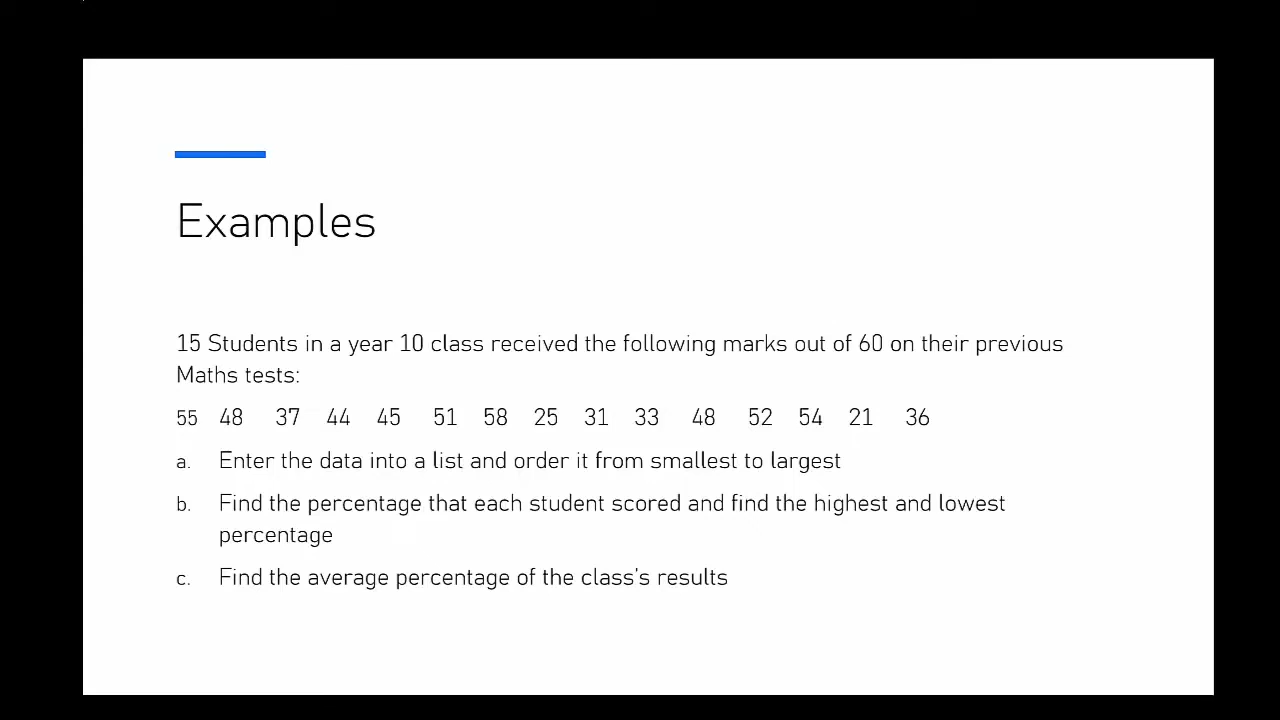 Examples
15 Students in a year 10 class received the following marks out of 60 on their previous
Maths tests:
55 48 37 44 45 51 58 25 31 33 48 52 54 21 36
a. Enter the data into a list and order it from smallest to largest
b. Find the percentage that each student scored and find the highest and lowest
percentage
c. Find the average percentage of the class's results